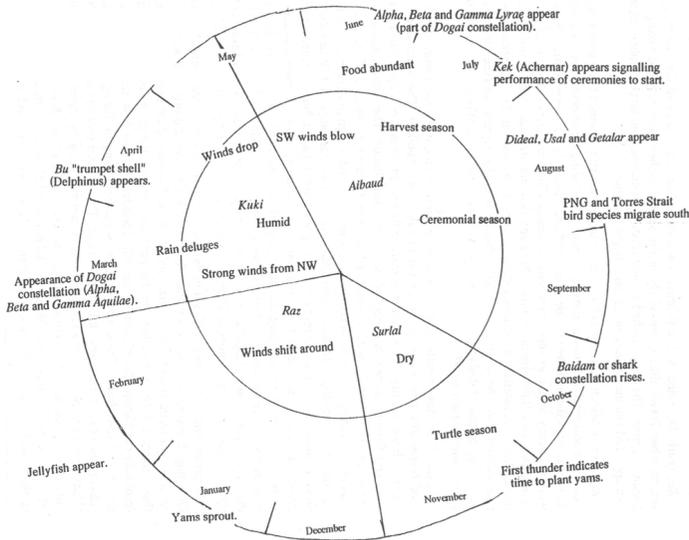 June
Alpha, Beta and Gamma Lyrae appear
(part of Dogai constellation).
May
Food abundant
July
Kek (Achernar) appears signalling
performance of ceremonies to start.
Winds drop
SW winds blow
Harvest season
Dideal, Usal and Getalar appear
April
Bu "trumpet shell"
(Delphinus) appears.
August
Aibaud
Kuki
Humid
PNG and Torres Strait
bird species migrate south
Ceremonial season
Rain deluges
March
Strong winds from NW
Appearance of Dogai
constellation (Alpha,
Beta and Gamma Aquilae).
September
Raz
Surlal
Winds shift around
Dry
Baidam or shark
constellation rises.
February
October
Turtle season
Jellyfish appear.
First thunder indicates
time to plant yams.
January
November
Yams sprout.
December